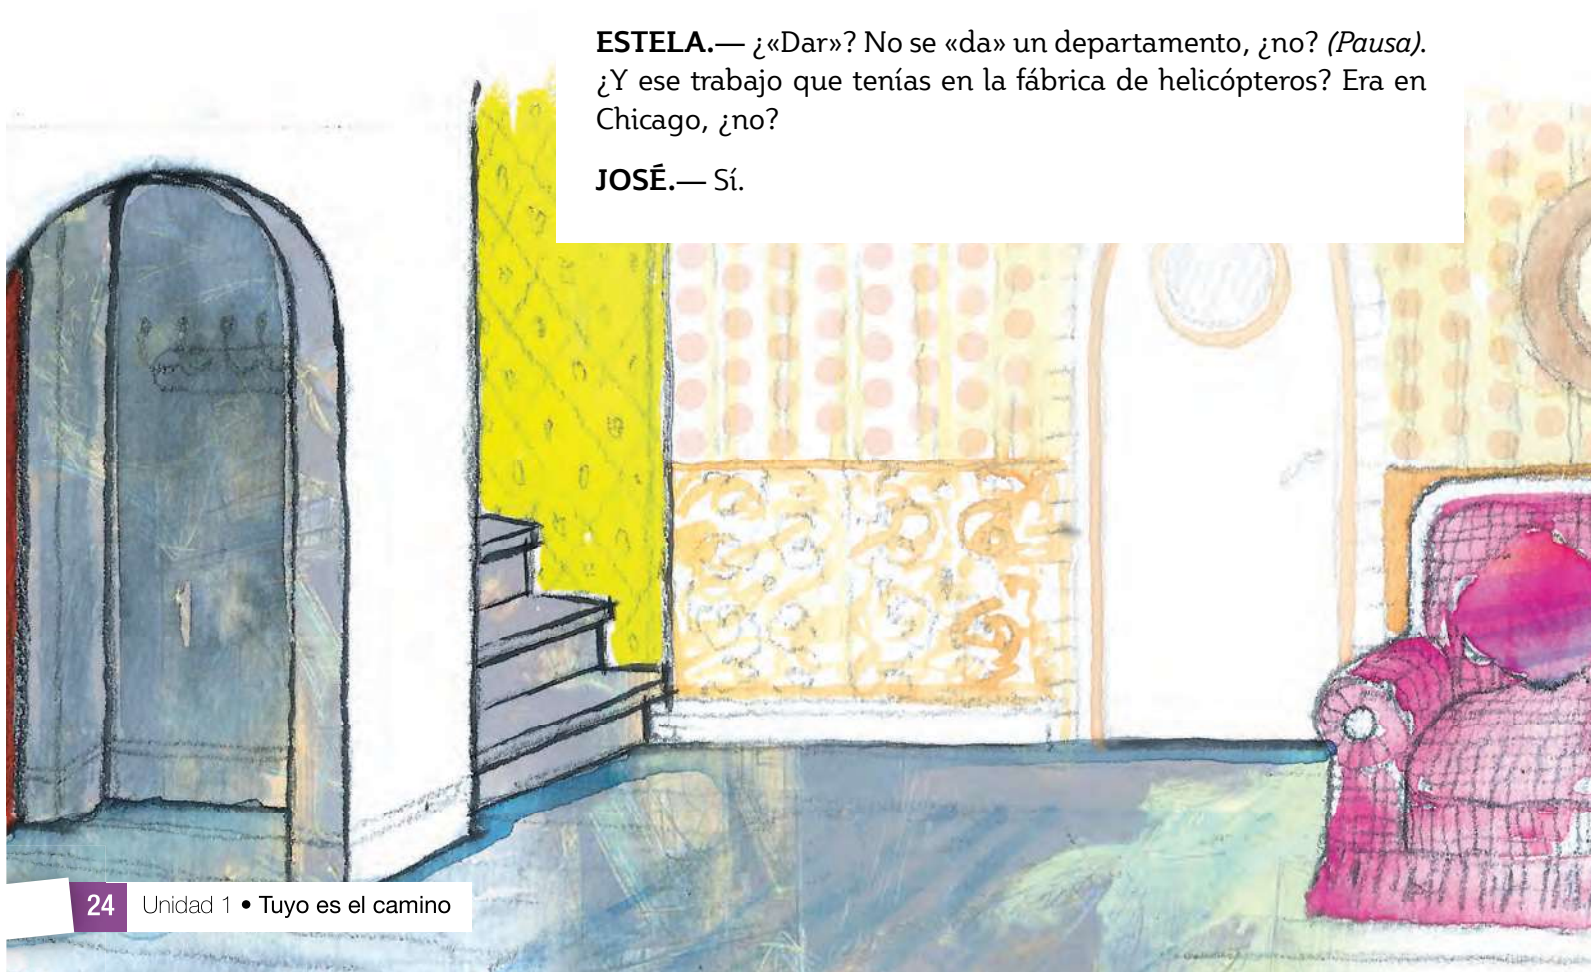 ESTELA.— ¿«Dar»? No se «da» un departamento, ¿no? (Pausa).
¿Y ese trabajo que tenías en la fábrica de helicópteros? Era en
Chicago, ¿no?
JOSÉ.— Sí.
24 Unidad 1 • Tuyo es el camino